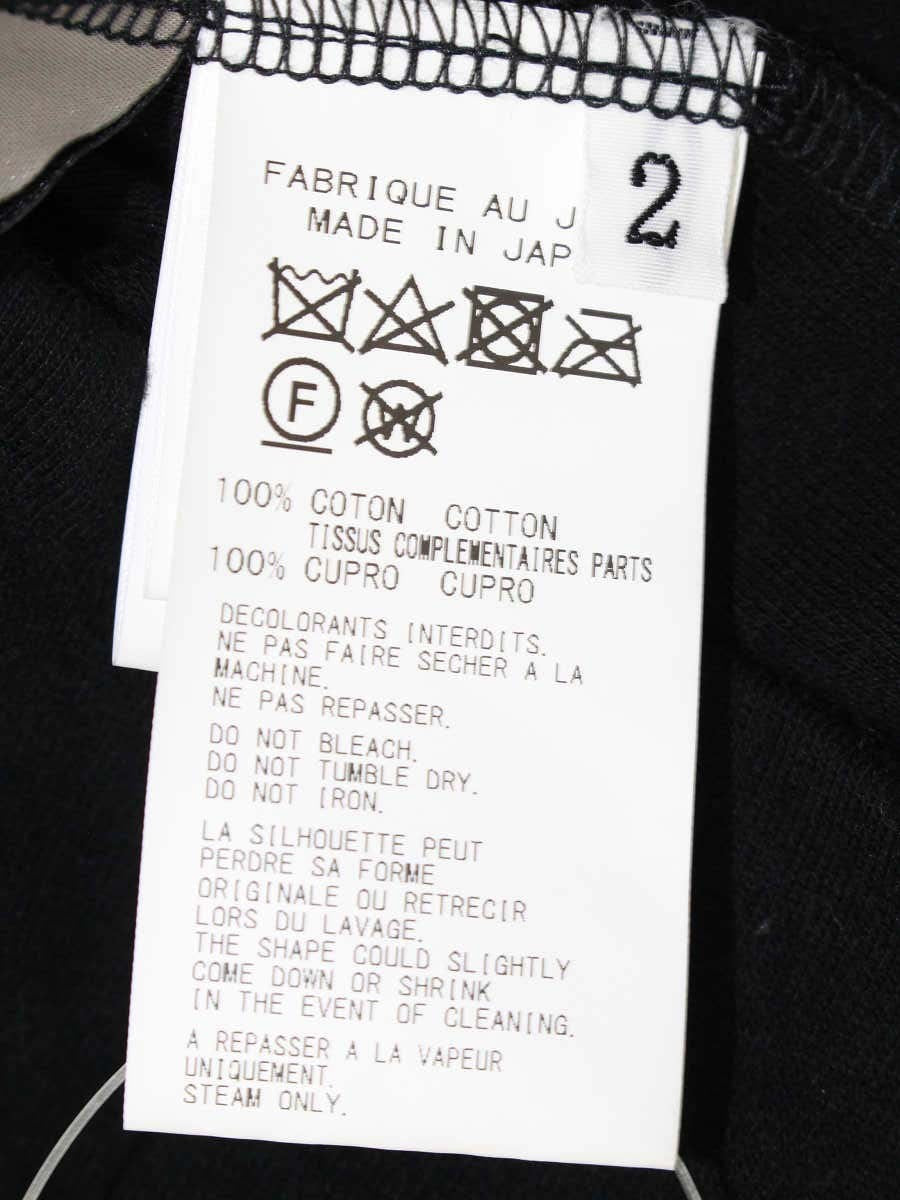 2
FABRIQUE AU J
MADE IN JAP
F
W
100% COTON COTTON
TISSUS COMPLEMENTAIRES PARTS
100% CUPRO CUPRO
DECOLORANTS INTERDITS.
NE PAS FAIRE SECHER A LA
MACHINE.
NE PAS REPASSER.
DO NOT BLEACH.
DO NOT TUMBLE DRY.
DO NOT IRON.
LA SILHOUETTE PEUT
PERDRE SA FORME
ORIGINALE OU RETRECIR
LORS DU LAVAGE.
THE SHAPE COULD SLIGHTLY
COME DOWN OR SHRINK
IN THE EVENT OF CLEANING.
A REPASSER A LA VAPEUR
UNIQUEMENT.
STEAM ONLY.